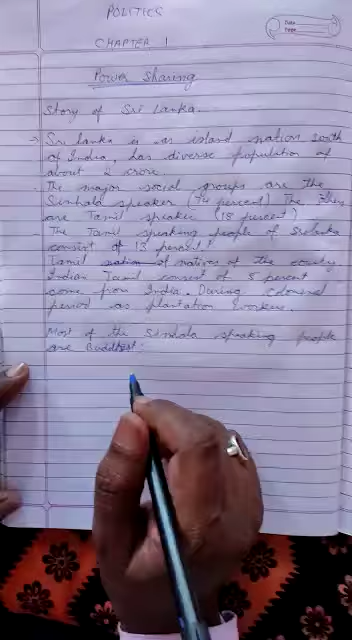 POLITICS
Date
Page
CHAPTER 1
Power Sharing
Story of Sri Lanka.
→ Sri lanka is was island nation south
of India, has diverse population of
about 2 crore.
The major social groups are the
Sinhala speaker (74 percent) The
are Tamil speaker (18 percent)
The Tamil speaking people of Srilanka
consist of 13 percent
Tamil nation of natives of the country
Indian Tamil consist of 5 percent
come from India. During
period as plantation workers.
Most of the Sinhala speaking people
are Buddhist.